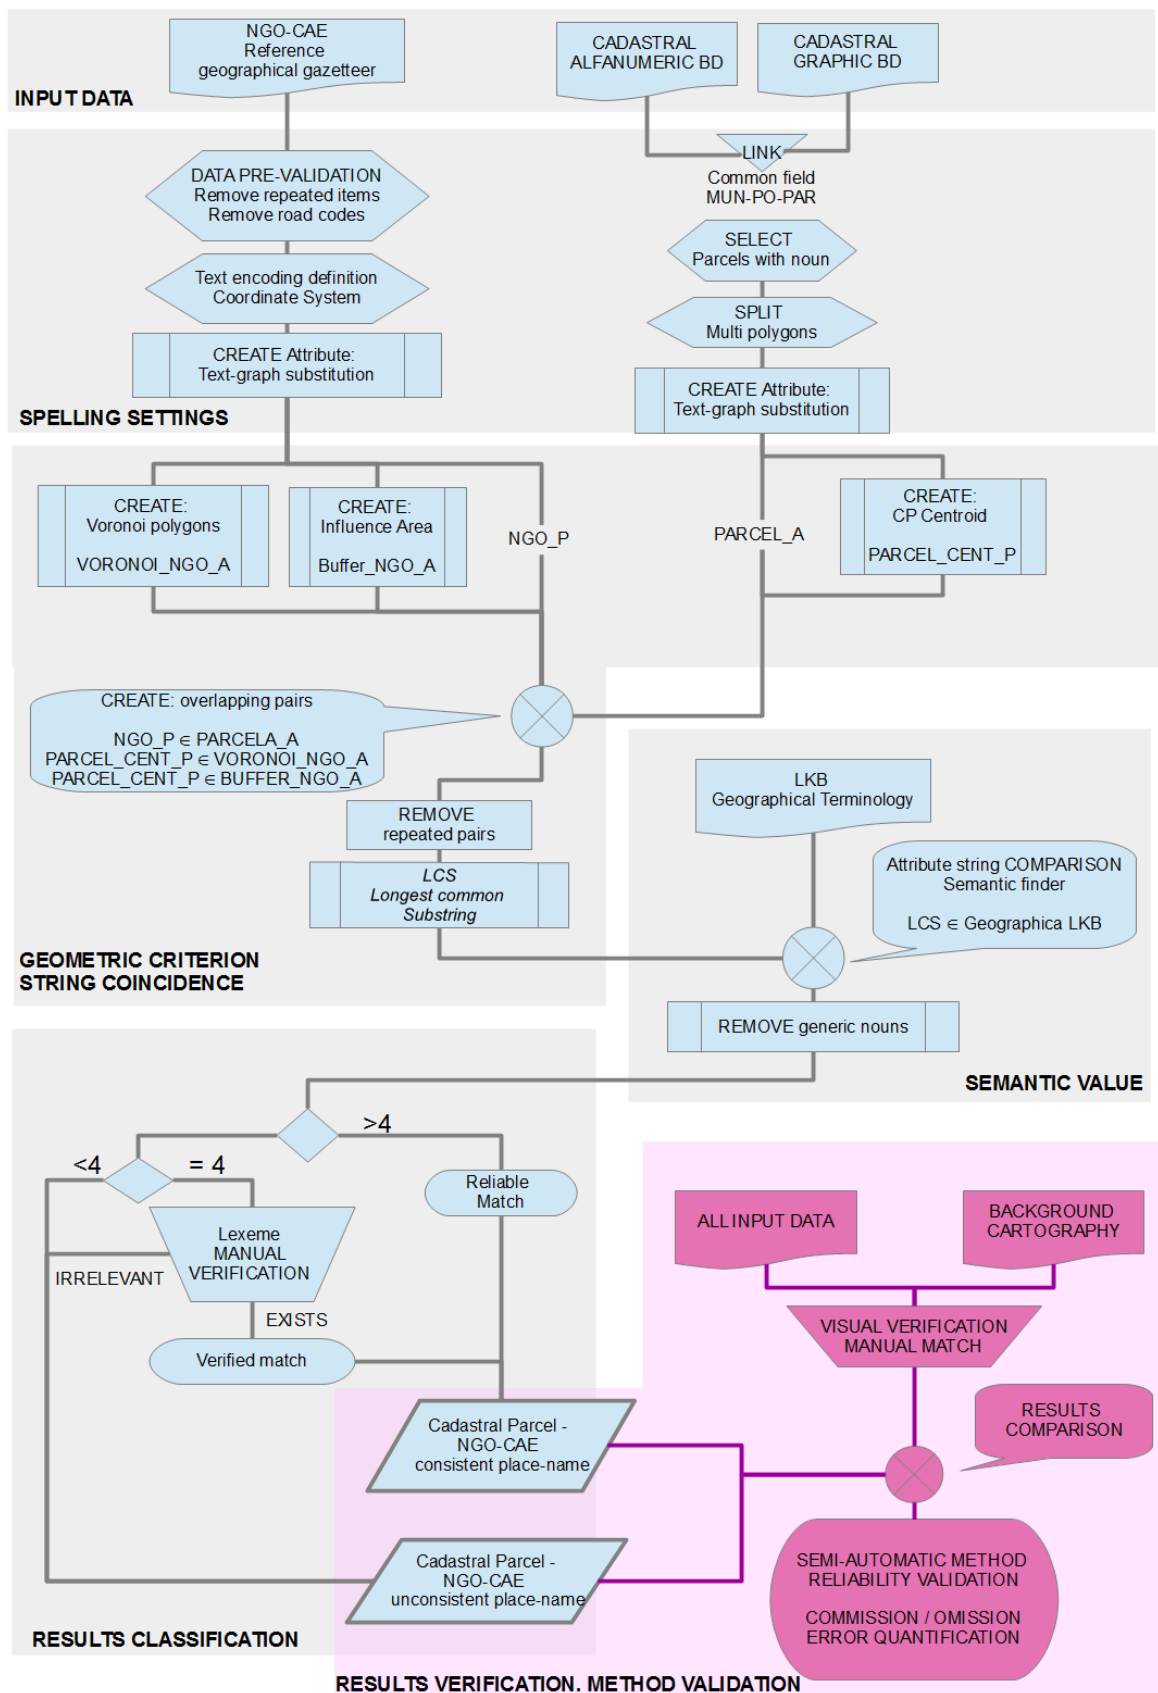 NGO-CAE
Reference
geographical gazetteer
CADASTRAL
ALFANUMERIC BD
CADASTRAL
GRAPHIC BD
INPUT DATA
DATA PRE-VALIDATION
Remove repeated items
Remove road codes
LINK
Common field
MUN-PO-PAR
Text encoding definition
Coordinate System
SELECT
Parcels with noun
SPLIT
Multi polygons
CREATE Attribute:
Text-graph substitution
CREATE Attribute:
Text-graph substitution
SPELLING SETTINGS
CREATE:
Voronoi polygons
VORONOI_NGO_A
CREATE:
Influence Area
Buffer_NGO_A
NGO_P
PARCEL_A
CREATE:
CP Centroid
PARCEL_CENT_P
CREATE: overlapping pairs
NGO_P ∈ PARCELA_A
PARCEL_CENT_P ∈ VORONOI_NGO_A
PARCEL_CENT_P ∈ BUFFER_NGO_A
REMOVE
repeated pairs
LCS
Longest common
Substring
GEOMETRIC CRITERION
STRING COINCIDENCE
LKB
Geographical Terminology
Attribute string COMPARISON
Semantic finder
LCS ∈ Geographica LKB
REMOVE generic nouns
SEMANTIC VALUE
>4
<4
= 4
Reliable
Match
Lexeme
MANUAL
VERIFICATION
IRRELEVANT
EXISTS
Verified match
Cadastral Parcel -
NGO-CAE
consistent place-name
Cadastral Parcel -
NGO-CAE
unconsistent place-name
RESULTS CLASSIFICATION
ALL INPUT DATA
BACKGROUND
CARTOGRAPHY
VISUAL VERIFICATION
MANUAL MATCH
RESULTS
COMPARISON
SEMI-AUTOMATIC METHOD
RELIABILITY VALIDATION
COMMISSION / OMISSION
ERROR QUANTIFICATION
RESULTS VERIFICATION. METHOD VALIDATION